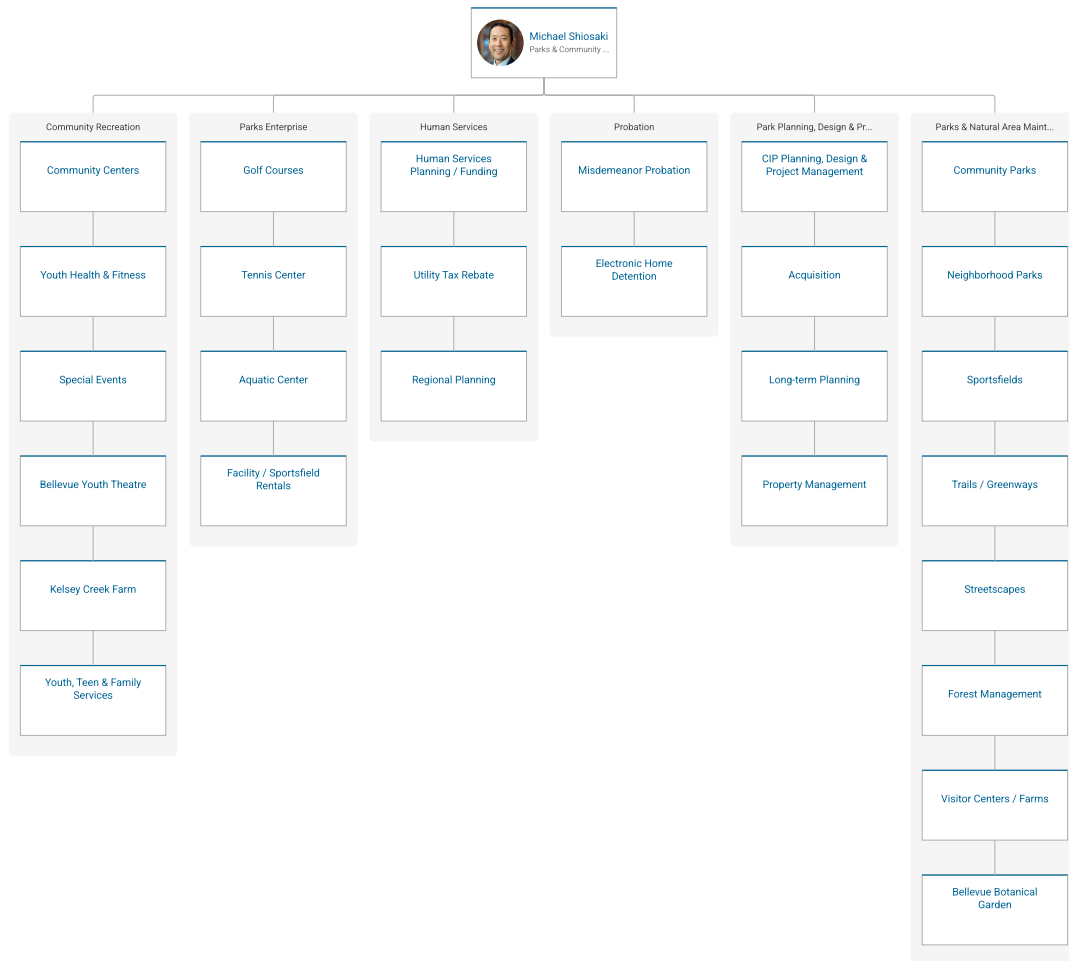 Michael Shiosaki
Parks & Community ...
Community Recreation
Community Centers
Youth Health & Fitness
Special Events
Bellevue Youth Theatre
Kelsey Creek Farm
Youth, Teen & Family
Services
Parks Enterprise
Golf Courses
Tennis Center
Aquatic Center
Facility / Sportsfield
Rentals
Human Services
Human Services
Planning / Funding
Utility Tax Rebate
Regional Planning
Probation
Misdemeanor Probation
Electronic Home
Detention
Park Planning, Design & Pr...
CIP Planning, Design &
Project Management
Acquisition
Long-term Planning
Property Management
Parks & Natural Area Maint...
Community Parks
Neighborhood Parks
Sportsfields
Trails / Greenways
Streetscapes
Forest Management
Visitor Centers / Farms
Bellevue Botanical
Garden